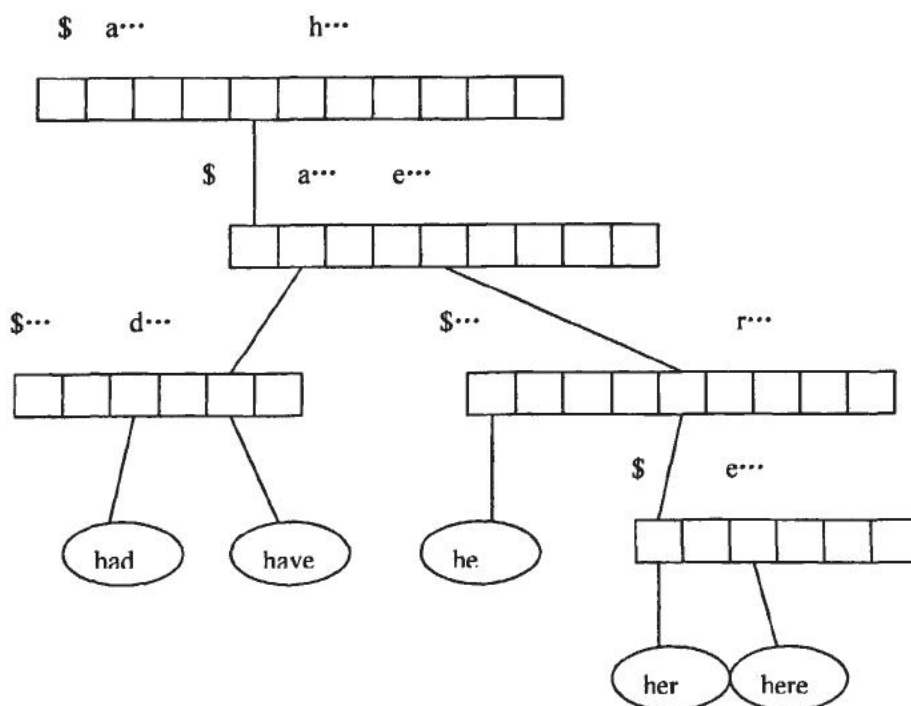 $ a··· h···
$ a··· e···
$··· d··· $··· r···
$ e···
had have he
her here